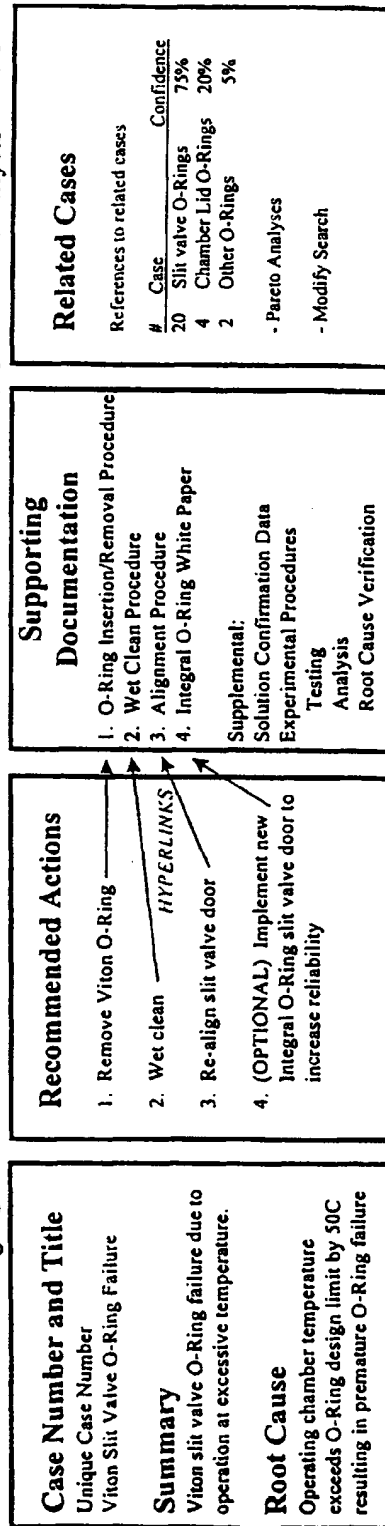 Case Number and Title
Unique Case Number
Viton Slit Valve O-Ring Failure
Summary
Viton slit valve O-Ring failure due to
operation at excessive temperature.
Root Cause
Operating chamber temperature
exceeds O-Ring design limit by 50C
resulting in premature O-Ring failure
Recommended Actions
1. Remove Viton O-Ring
2. Wet clean
HYPERLINKS
3. Re-align slit valve door
4. (OPTIONAL) Implement new
Integral O-Ring slit valve door to
increase reliability
Supporting
Documentation
1. O-Ring Insertion/Removal Procedure
2. Wet Clean Procedure
3. Alignment Procedure
4. Integral O-Ring White Paper
Supplemental:
Solution Confirmation Data
Experimental Procedures
Testing
Analysis
Root Cause Verification
Related Cases
References to related cases
# Case Confidence
20 Slit valve O-Rings 75%
4 Chamber Lid O-Rings 20%
2 Other O-Rings 5%
- Pareto Analyses
- Modify Search